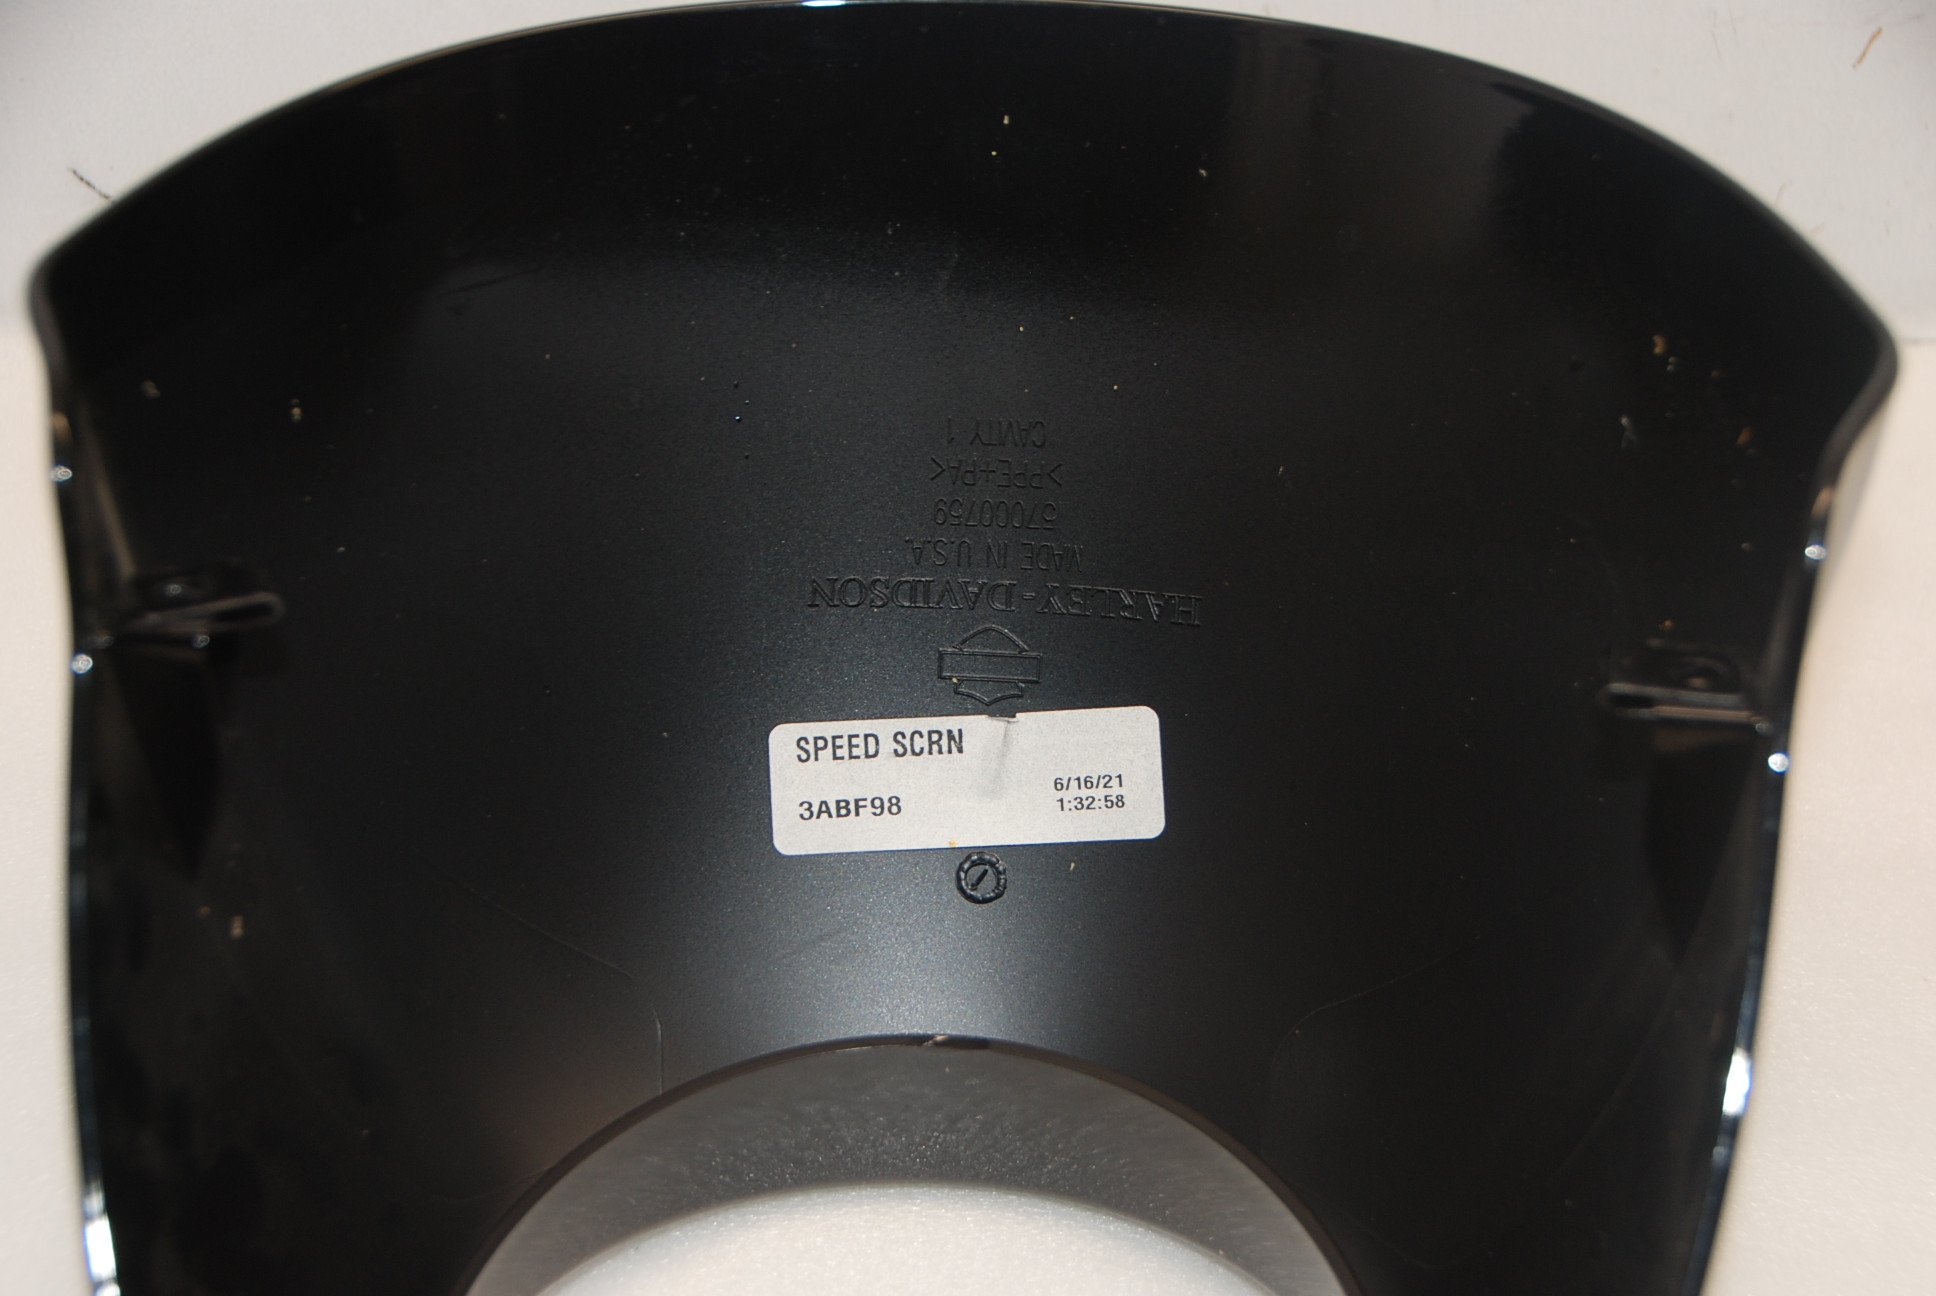 HARLEY-DAVIDSON
MADE IN U.S.A.
57000759
>PPE+PA<
CAVITY 1
SPEED SCRN
3ABF98
6/16/21
1:32:58